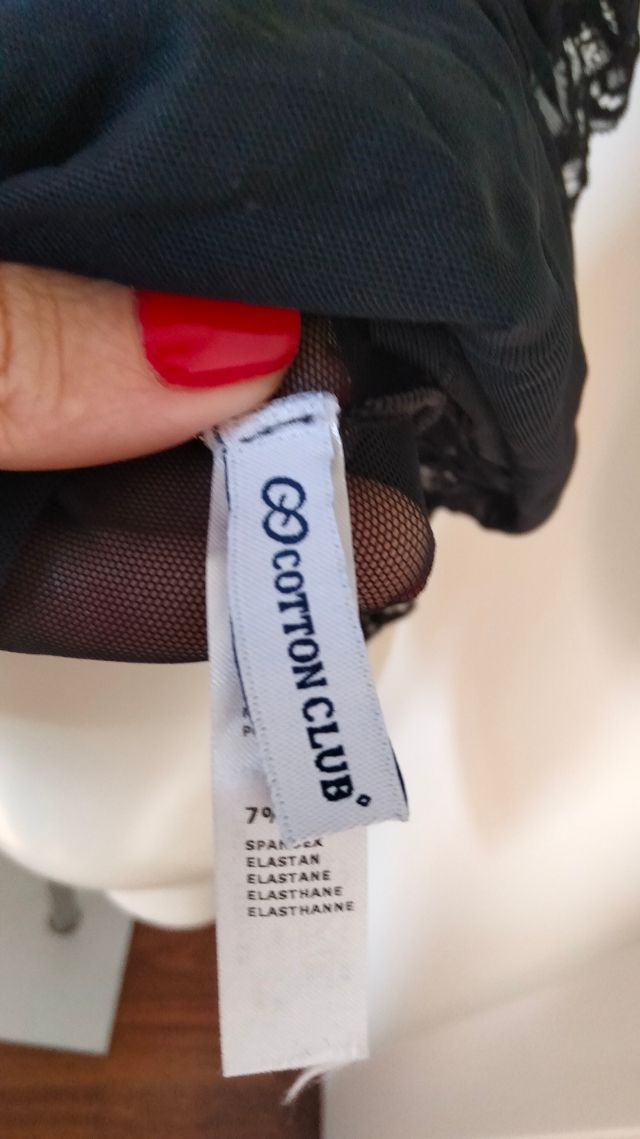 COTTON CLUB
7%
SPANDEX
ELASTAN
ELASTANE
ELASTHANE
ELASTHANNE